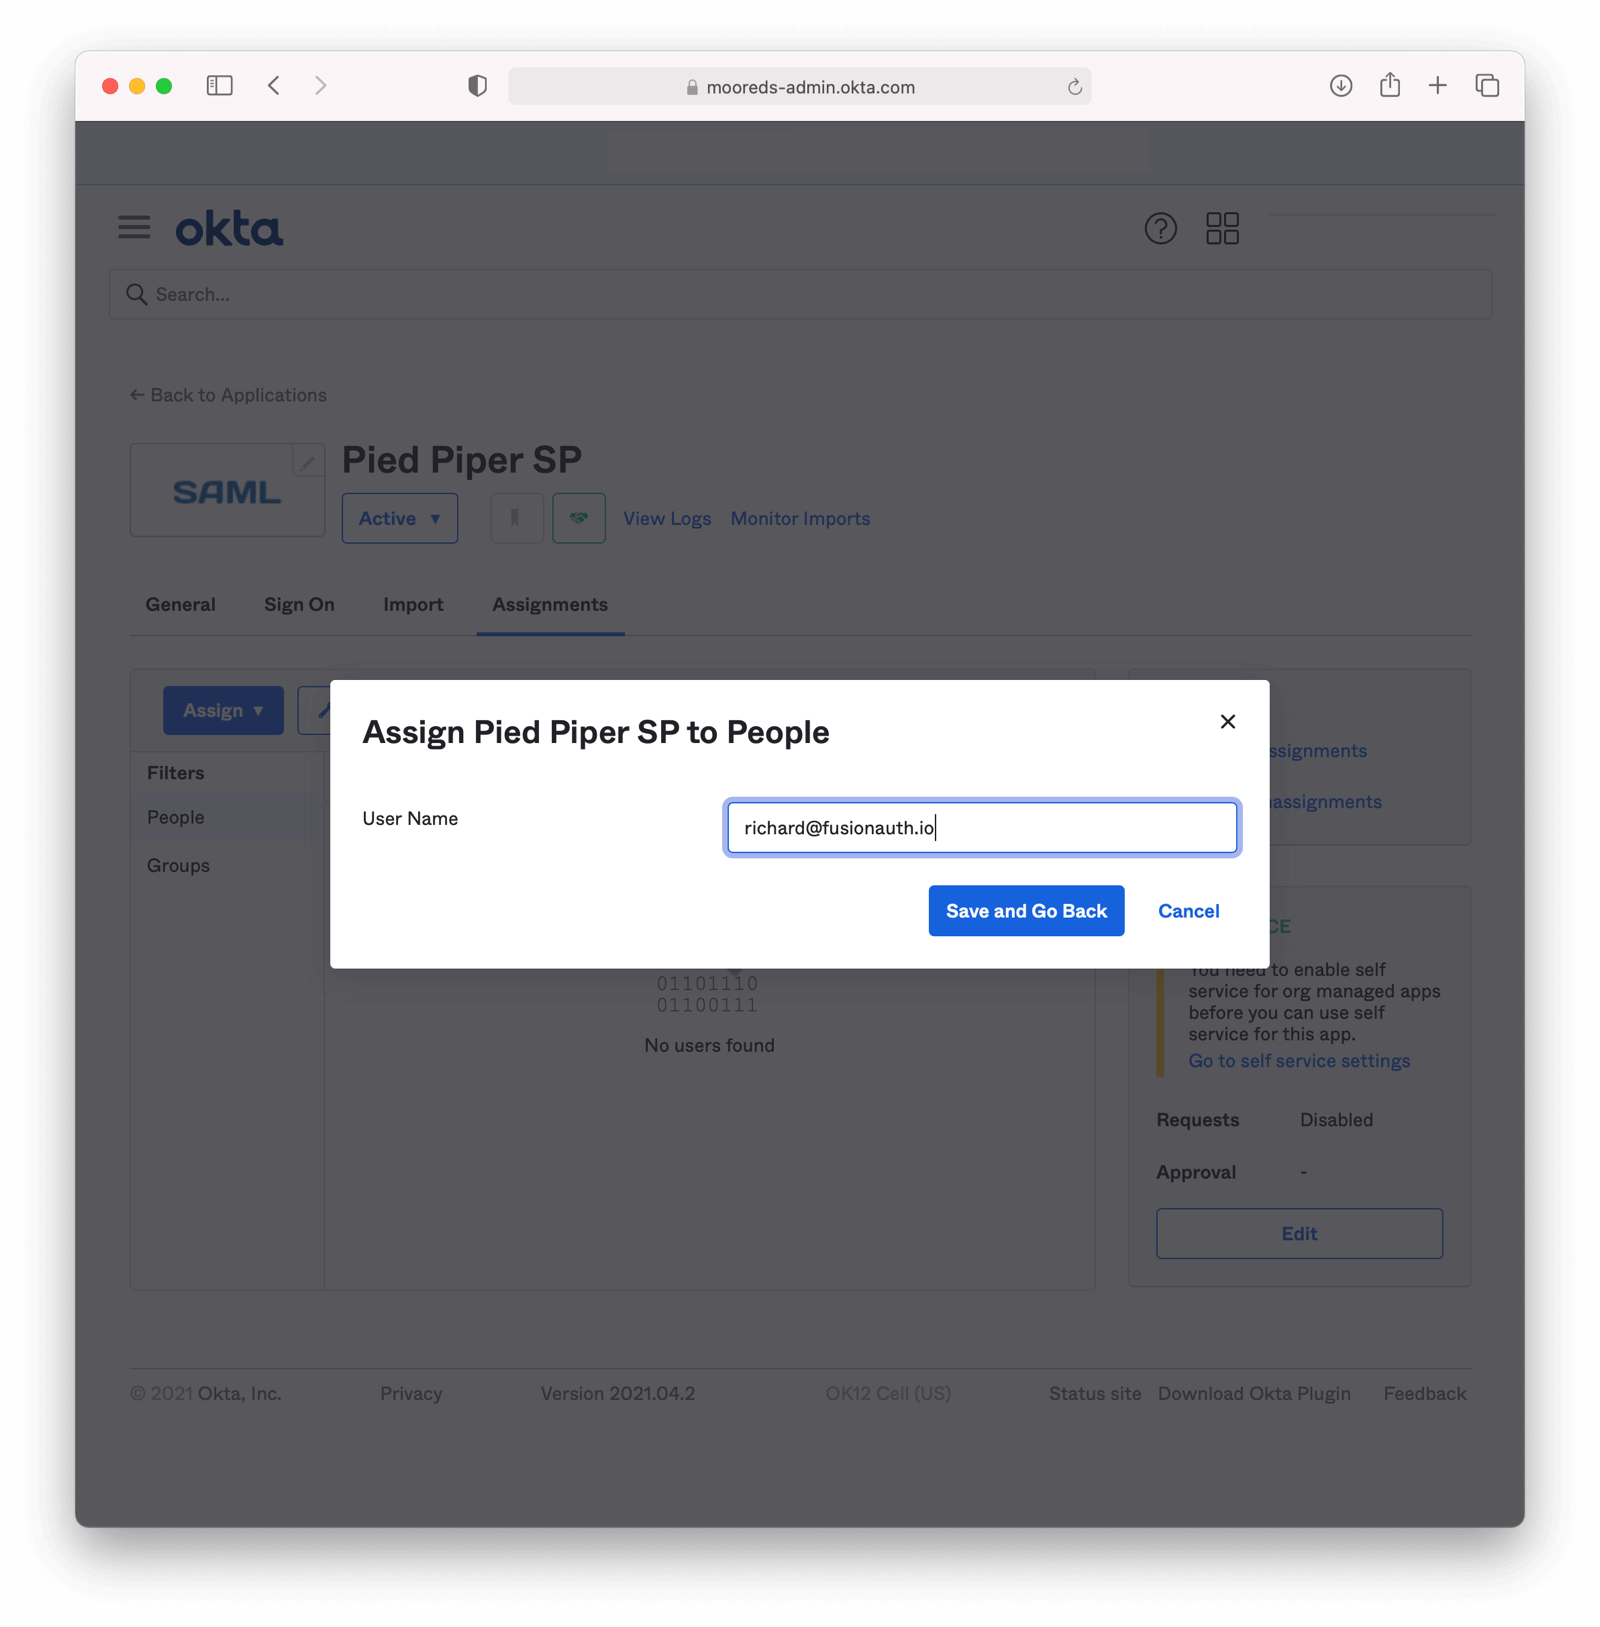 mooreds-admin.okta.com
okta
Search...
← Back to Applications
SAML
Pied Piper SP
Active ▼
View Logs
Monitor Imports
General
Sign On
Import
Assignments
Assign ▼
Filters
People
Groups
Assign Pied Piper SP to People
User Name
richard@fusionauth.io
Save and Go Back
Cancel
01101110
01100111
No users found
You need to enable self
service for org managed apps
before you can use self
service for this app.
Go to self service settings
Requests
Disabled
Approval
-
Edit
© 2021 Okta, Inc.
Privacy
Version 2021.04.2
OK12 Cell (US)
Status site
Download Okta Plugin
Feedback